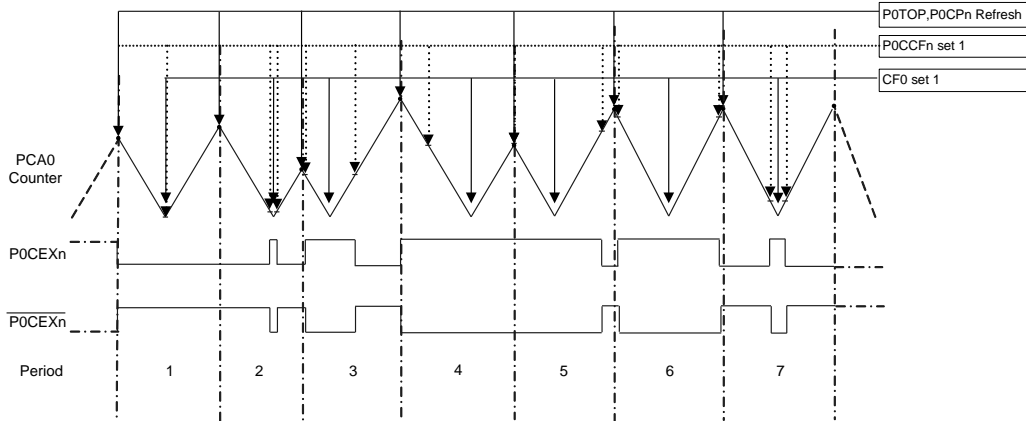 P0TOP,P0CPn Refresh
P0CCFn set 1
CF0 set 1
PCA0
Counter
P0CEXn
P0CEXn
Period
1
2
3
4
5
6
7